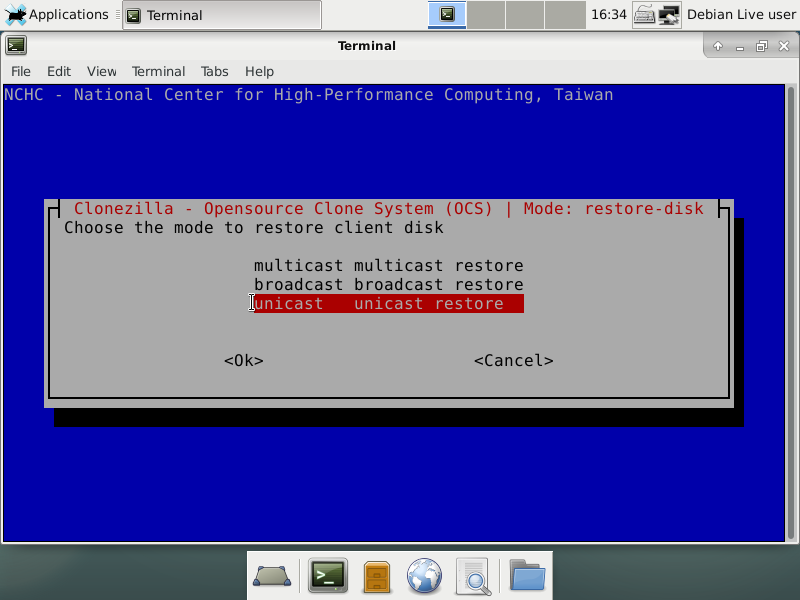 Applications Terminal 16:34 Debian Live user
Terminal
File Edit View Terminal Tabs Help
NCHC - National Center for High-Performance Computing, Taiwan
Clonezilla - Opensource Clone System (OCS) | Mode: restore-disk
Choose the mode to restore client disk
multicast multicast restore
broadcast broadcast restore
unicast unicast restore
<Ok> <Cancel>